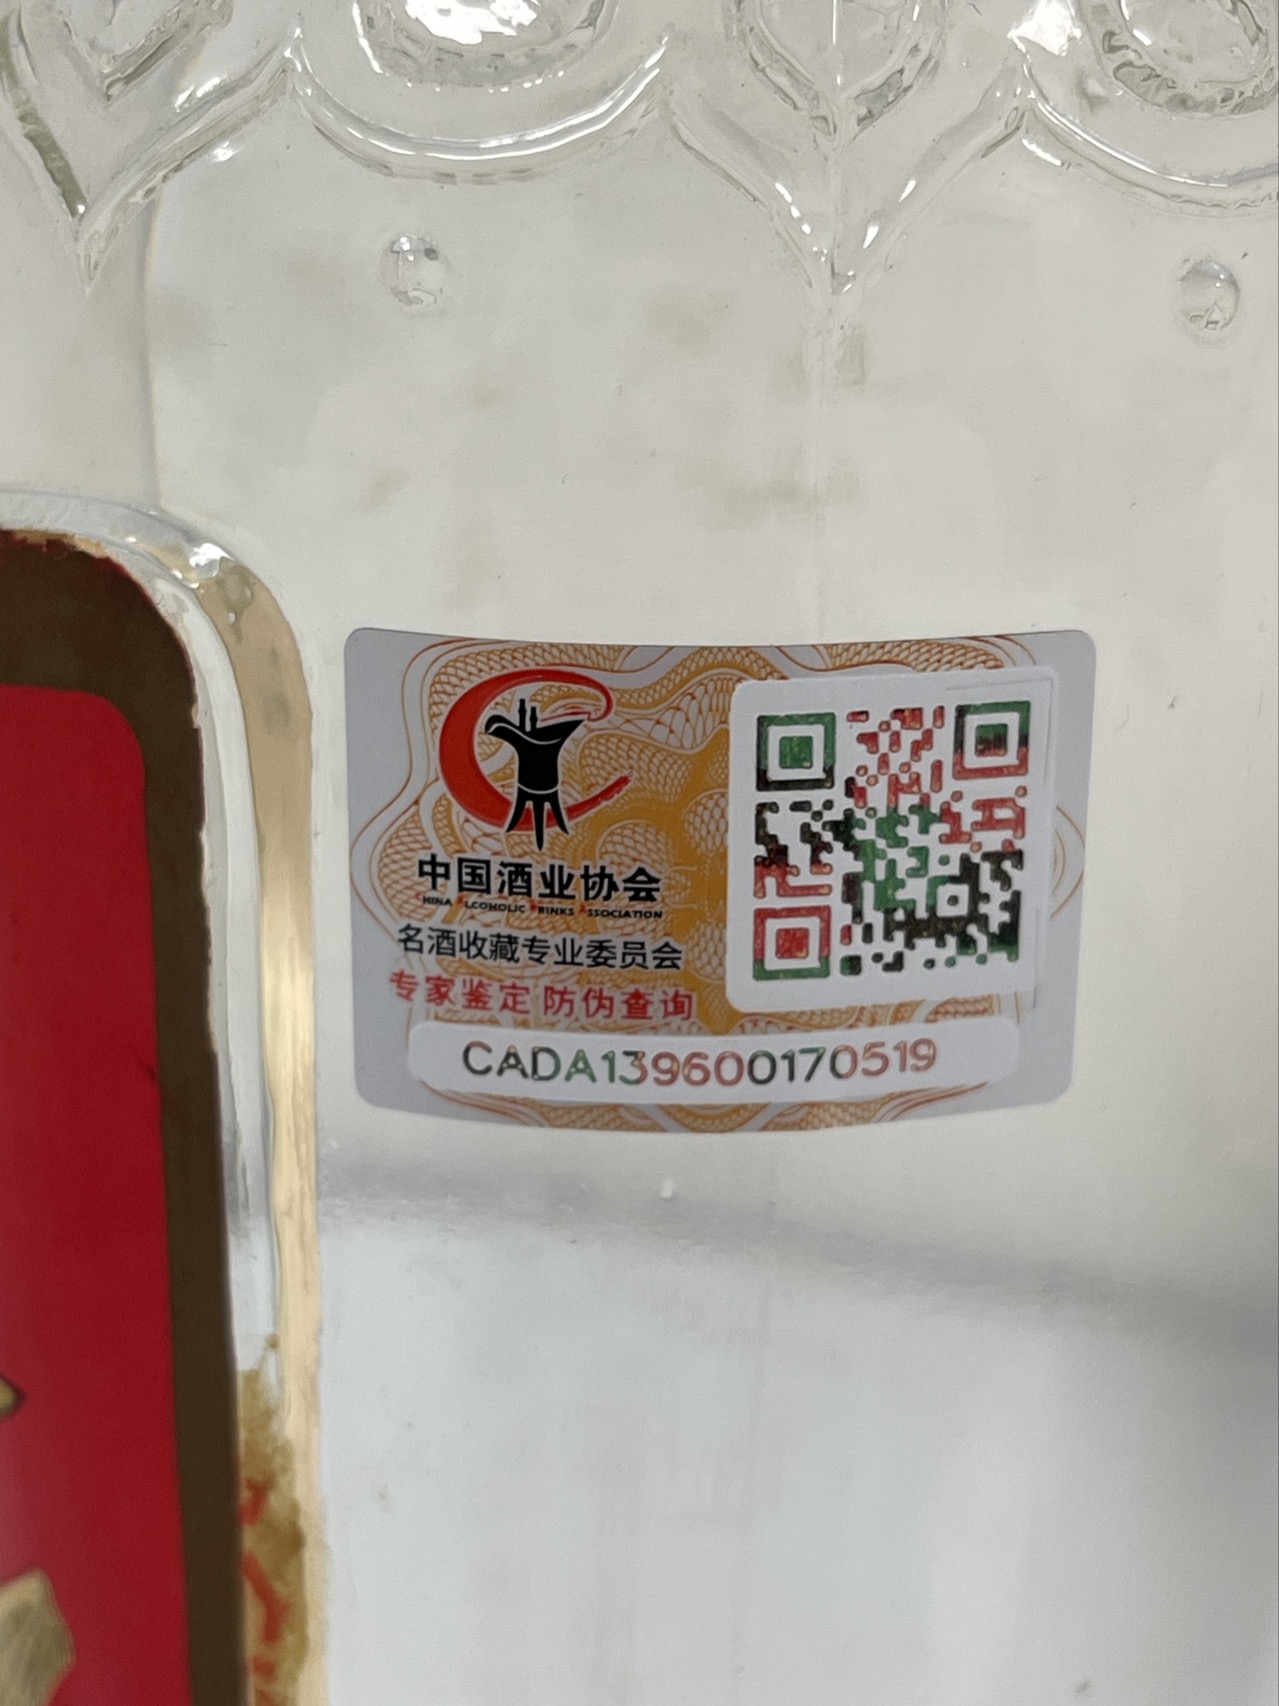 中国酒业协会
CHINA ALCOHOLIC DRINKS ASSOCIATION
名酒收藏专业委员会
专家鉴定 防伪查询
CADA139600170519